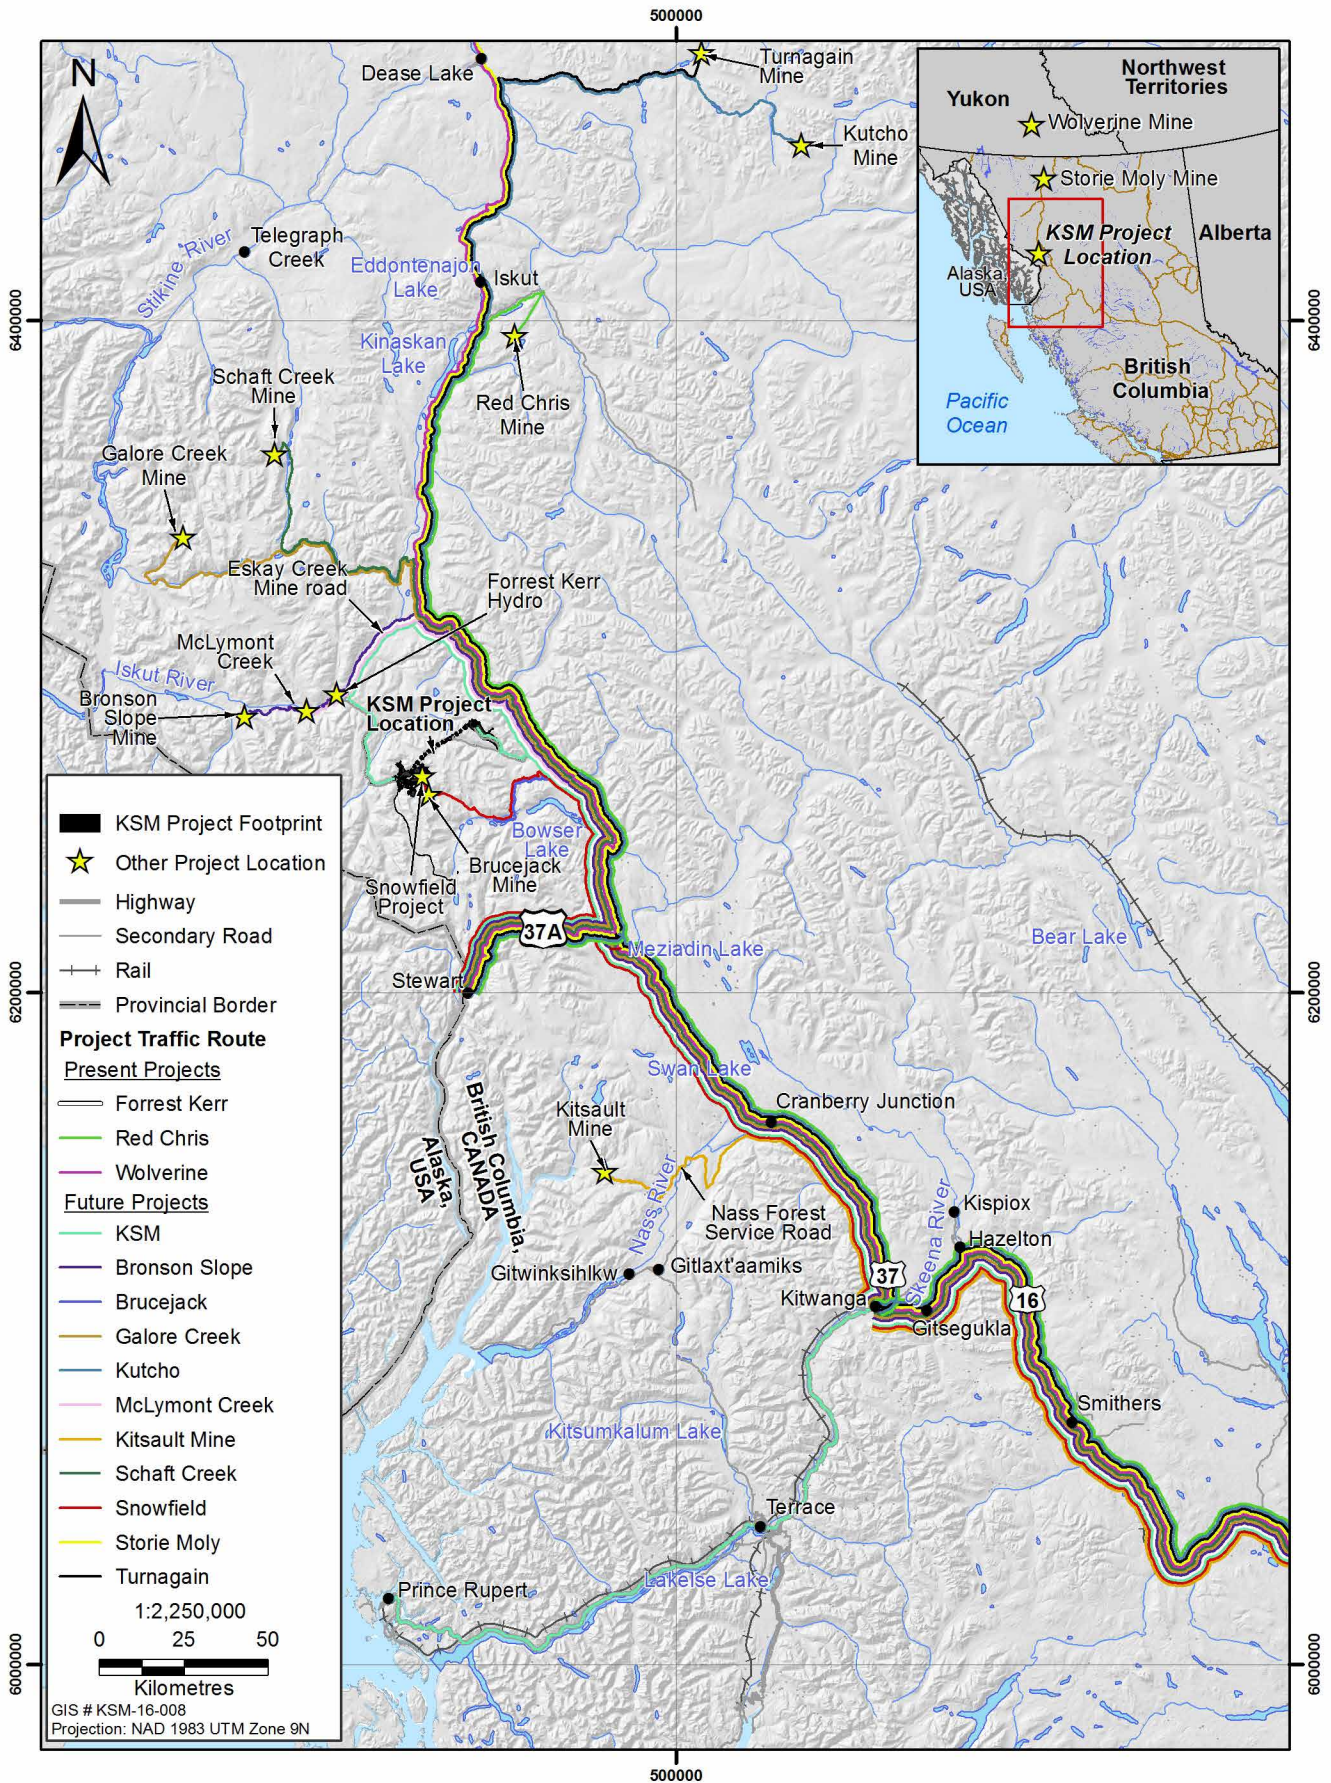 500000
Dease Lake
Turnagain
Mine
Kutcho
Mine
N
Northwest
Territories
Yukon
Wolverine Mine
Storie Moly Mine
KSM Project
Location
Alberta
Alaska,
USA
British
Columbia
Pacific
Ocean
Telegraph
Creek
Stikine River
Eddontenajon
Lake
Iskut
6400000
6400000
Kinaskan
Lake
Schaft Creek
Mine
Red Chris
Mine
Galore Creek
Mine
Eskay Creek
Mine road
Forrest Kerr
Hydro
McLymont
Creek
Iskut River
Bronson
Slope
Mine
KSM Project
Location
Bowser
Lake
Brucejack
Mine
Snowfield
Project
37A
Meziadin Lake
Bear Lake
Stewart
6200000
6200000
Swan Lake
Cranberry Junction
Kitsault
Mine
British Columbia,
CANADA
Alaska,
USA
Nass River
Nass Forest
Service Road
Kispiox
Skeena River
Hazelton
Gitwinksihlkw
Gitlaxt'aamiks
37
16
Kitwanga
Gitsegukla
Smithers
Kitsumkalum Lake
Terrace
Lakelse Lake
Prince Rupert
6000000
6000000
KSM Project Footprint
Other Project Location
Highway
Secondary Road
Rail
Provincial Border
Project Traffic Route
Present Projects
Forrest Kerr
Red Chris
Wolverine
Future Projects
KSM
Bronson Slope
Brucejack
Galore Creek
Kutcho
McLymont Creek
Kitsault Mine
Schaft Creek
Snowfield
Storie Moly
Turnagain
1:2,250,000
0 25 50
Kilometres
GIS # KSM-16-008
Projection: NAD 1983 UTM Zone 9N
500000